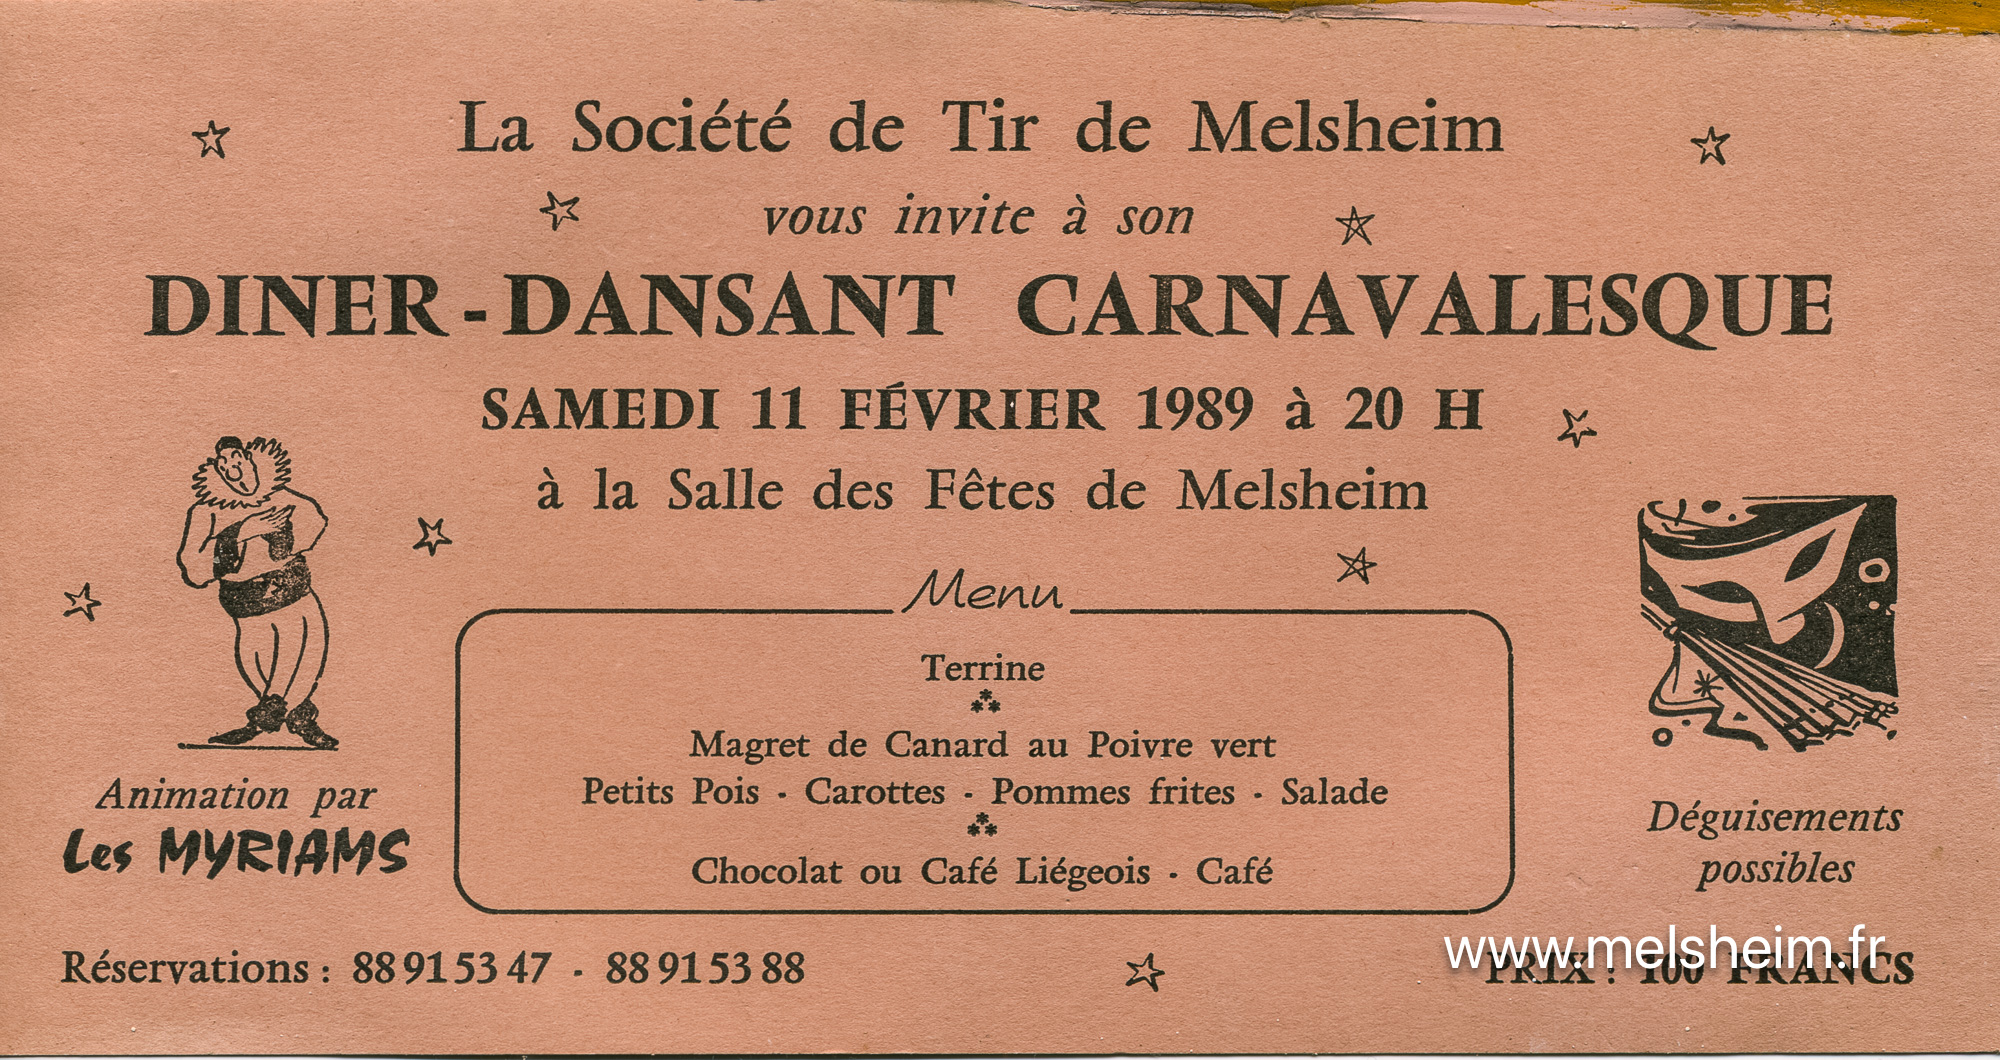 La Société de Tir de Melsheim
vous invite à son
DINER-DANSANT CARNAVALESQUE
SAMEDI 11 FÉVRIER 1989 à 20 H
à la Salle des Fêtes de Melsheim
Menu
Terrine
Magret de Canard au Poivre vert
Petits Pois - Carottes - Pommes frites - Salade
Chocolat ou Café Liégeois - Café
Animation par
Les MYRIAMS
Déguisements
possibles
Réservations : 88 91 53 47 - 88 91 53 88
www.melsheim.fr
PRIX : 100 FRANCS